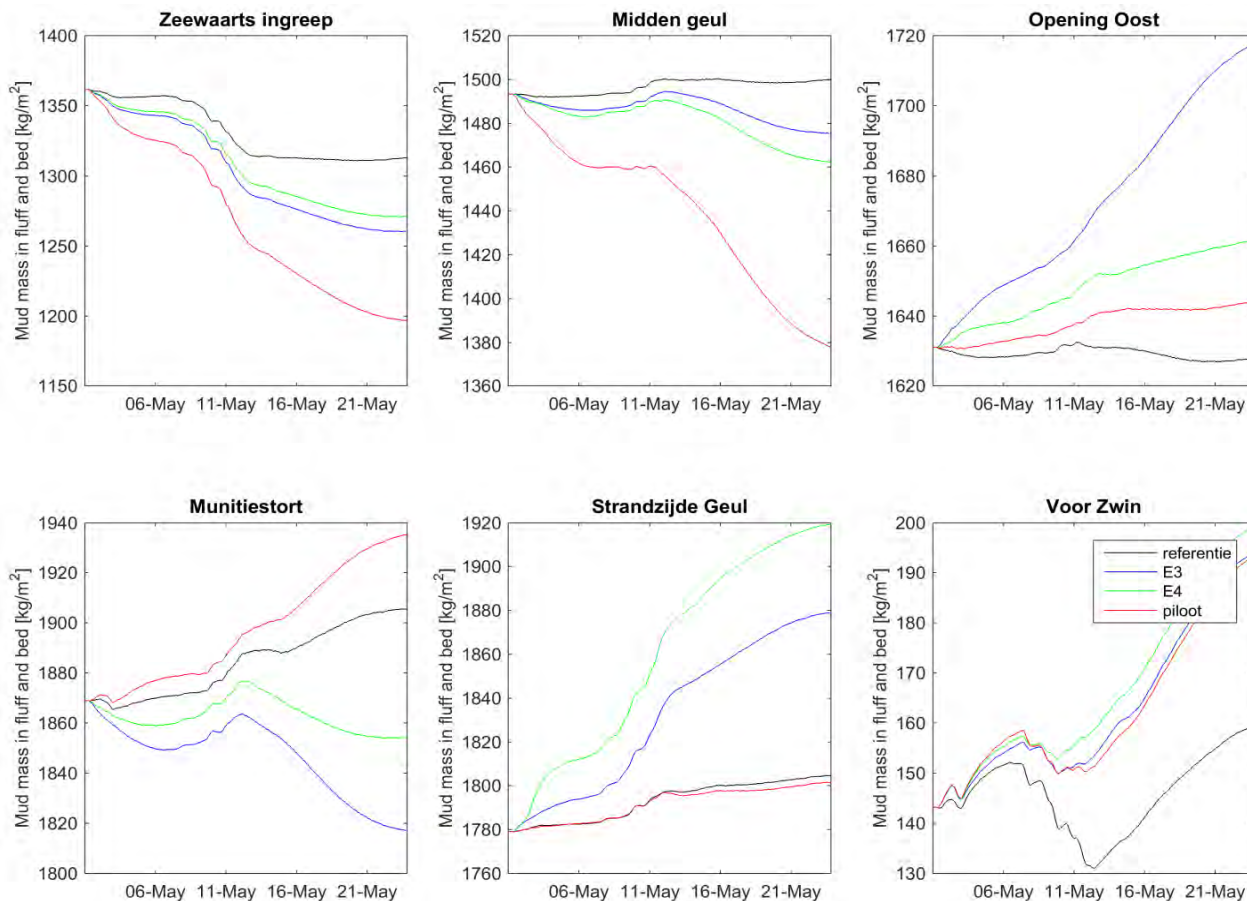 Zeewaarts ingreep
Midden geul
Opening Oost
Mud mass in fluff and bed [kg/m²]
1400
1350
1300
1250
1200
1150
06-May 11-May 16-May 21-May
Mud mass in fluff and bed [kg/m²]
1520
1500
1480
1460
1440
1420
1400
1380
1360
06-May 11-May 16-May 21-May
Mud mass in fluff and bed [kg/m²]
1720
1700
1680
1660
1640
1620
06-May 11-May 16-May 21-May
Munitiestort
Strandzijde Geul
Voor Zwin
Mud mass in fluff and bed [kg/m²]
1940
1920
1900
1880
1860
1840
1820
1800
06-May 11-May 16-May 21-May
Mud mass in fluff and bed [kg/m²]
1920
1900
1880
1860
1840
1820
1800
1780
1760
06-May 11-May 16-May 21-May
Mud mass in fluff and bed [kg/m²]
200
190
180
170
160
150
143
130
06-May 11-May 16-May 21-May
referentie
E3
E4
piloot